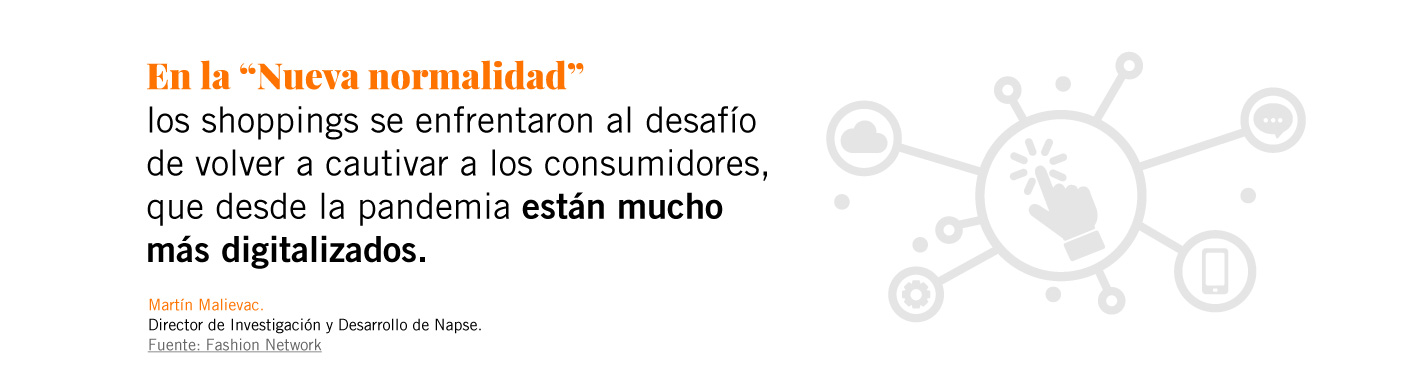 En la “Nueva normalidad”
los shoppings se enfrentaron al desafío
de volver a cautivar a los consumidores,
que desde la pandemia están mucho
más digitalizados.
Martín Malievac.
Director de Investigación y Desarrollo de Napse.
Fuente: Fashion Network